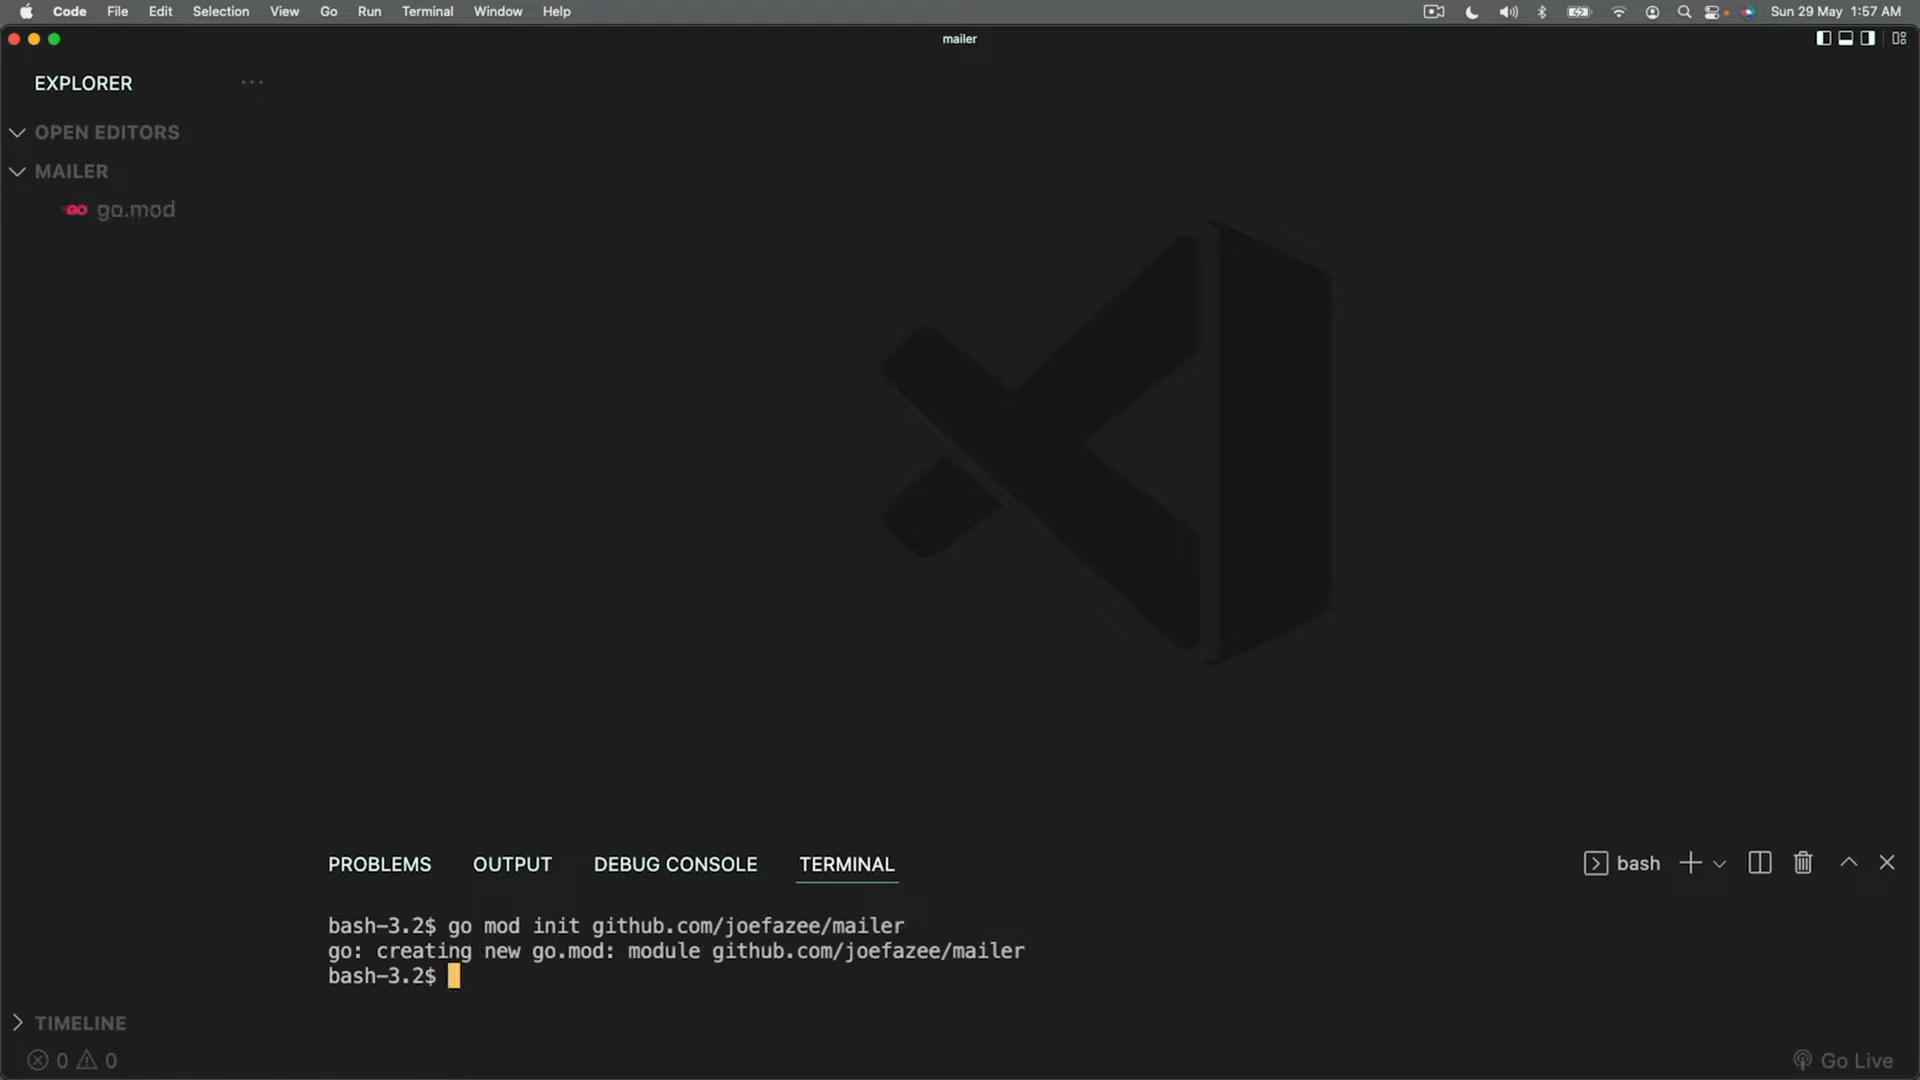 Code File Edit Selection View Go Run Terminal Window Help Sun 29 May 1:57 AM
mailer
EXPLORER
OPEN EDITORS
MAILER
GO go.mod
PROBLEMS OUTPUT DEBUG CONSOLE TERMINAL bash
bash-3.2$ go mod init github.com/joefazee/mailer
go: creating new go.mod: module github.com/joefazee/mailer
bash-3.2$
TIMELINE
0 0 Go Live